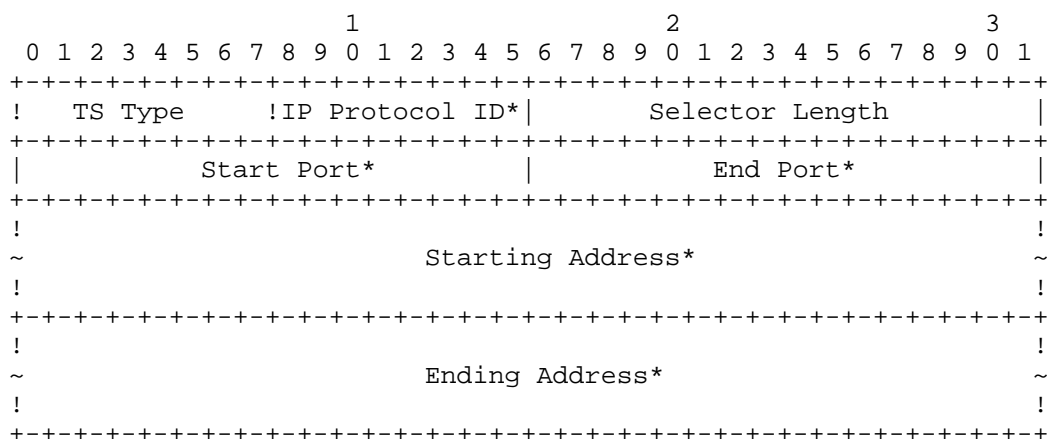 1                   2                   3
 0 1 2 3 4 5 6 7 8 9 0 1 2 3 4 5 6 7 8 9 0 1 2 3 4 5 6 7 8 9 0 1
+-+-+-+-+-+-+-+-+-+-+-+-+-+-+-+-+-+-+-+-+-+-+-+-+-+-+-+-+-+-+-+-+
!   TS Type     !IP Protocol ID*|       Selector Length         |
+-+-+-+-+-+-+-+-+-+-+-+-+-+-+-+-+-+-+-+-+-+-+-+-+-+-+-+-+-+-+-+-+
|           Start Port*         |           End Port*           |
+-+-+-+-+-+-+-+-+-+-+-+-+-+-+-+-+-+-+-+-+-+-+-+-+-+-+-+-+-+-+-+-+
!                                                               !
~                         Starting Address*                     ~
!                                                               !
+-+-+-+-+-+-+-+-+-+-+-+-+-+-+-+-+-+-+-+-+-+-+-+-+-+-+-+-+-+-+-+-+
!                                                               !
~                         Ending Address*                       ~
!                                                               !
+-+-+-+-+-+-+-+-+-+-+-+-+-+-+-+-+-+-+-+-+-+-+-+-+-+-+-+-+-+-+-+-+